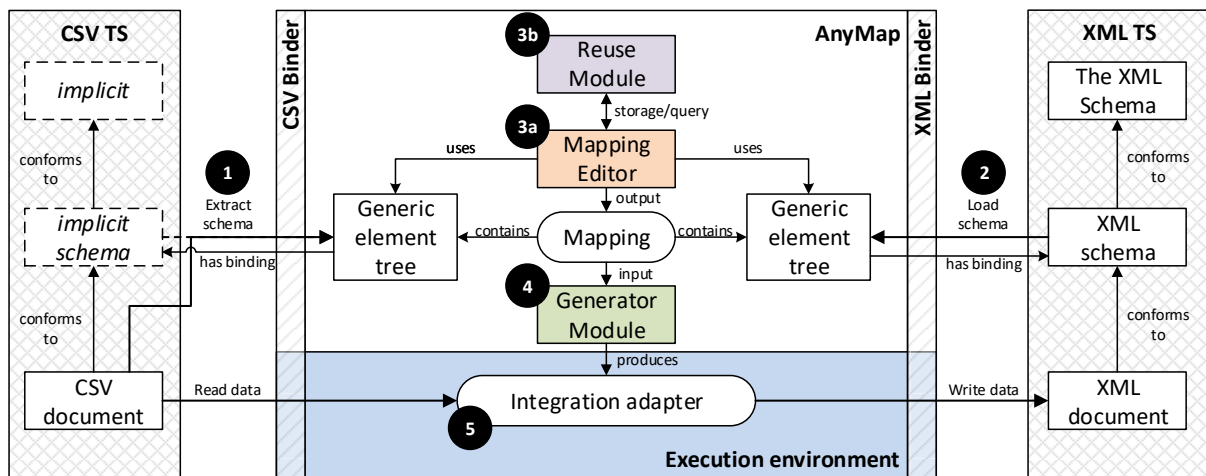 CSV TS
implicit
conforms
to
implicit
schema
conforms
to
CSV
document
1
Extract
schema
has binding
Read data
CSV Binder
AnyMap
3b
Reuse
Module
storage/query
3a
Mapping
Editor
uses
uses
output
Generic
element
tree
contains
Mapping
contains
Generic
element
tree
input
4
Generator
Module
produces
Integration adapter
5
Execution environment
XML Binder
2
Load
schema
has binding
Write data
XML TS
The XML
Schema
conforms
to
XML
schema
conforms
to
XML
document